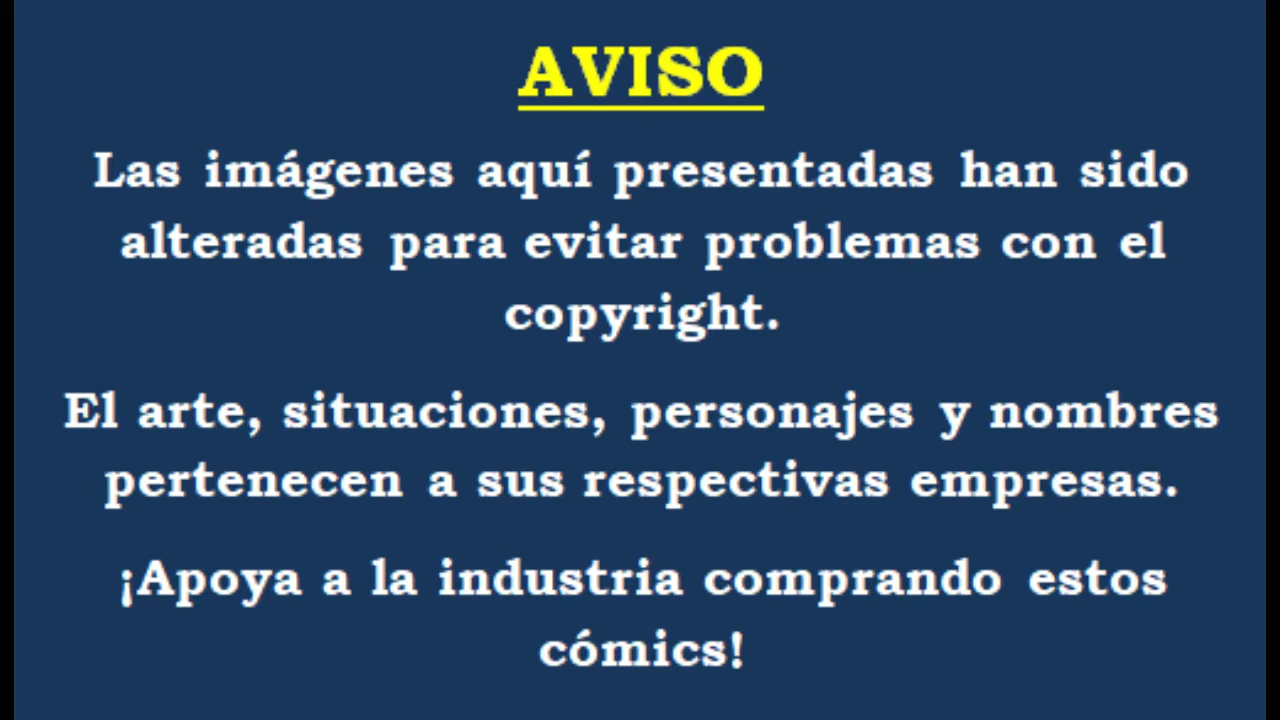 AVISO
Las imágenes aquí presentadas han sido
alteradas para evitar problemas con el
copyright.
El arte, situaciones, personajes y nombres
pertenecen a sus respectivas empresas.
¡Apoya a la industria comprando estos
cómics!